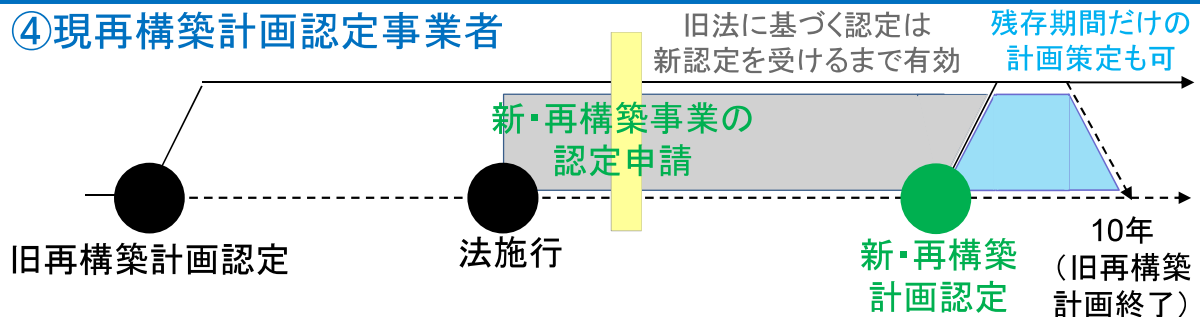 ④現再構築計画認定事業者
旧法に基づく認定は
新認定を受けるまで有効
残存期間だけの
計画策定も可
新・再構築事業の
認定申請
旧再構築計画認定
法施行
新・再構築
計画認定
10年
（旧再構築
計画終了）